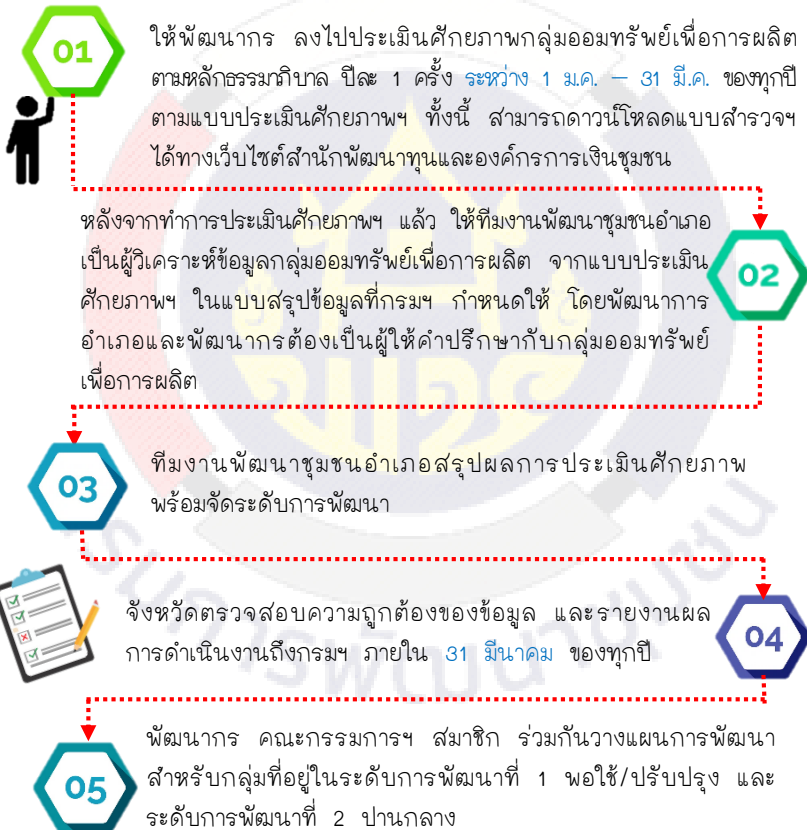 01
ให้พัฒนากร ลงไปประเมินศักยภาพกลุ่มออมทรัพย์เพื่อการผลิต
ตามหลักธรรมาภิบาล ปีละ 1 ครั้ง ระหว่าง 1 ม.ค. – 31 มี.ค. ของทุกปี
ตามแบบประเมินศักยภาพฯ ทั้งนี้ สามารถดาวน์โหลดแบบสำรวจฯ
ได้ทางเว็บไซต์สำนักพัฒนาทุนและองค์กรการเงินชุมชน
02
หลังจากทำการประเมินศักยภาพฯ แล้ว ให้ทีมงานพัฒนาชุมชนอำเภอ
เป็นผู้วิเคราะห์ข้อมูลกลุ่มออมทรัพย์เพื่อการผลิต จากแบบประเมิน
ศักยภาพฯ ในแบบสรุปข้อมูลที่กรมฯ กำหนดให้ โดยพัฒนาการ
อำเภอและพัฒนากรต้องเป็นผู้ให้คำปรึกษากับกลุ่มออมทรัพย์
เพื่อการผลิต
03
ทีมงานพัฒนาชุมชนอำเภอสรุปผลการประเมินศักยภาพ
พร้อมจัดระดับการพัฒนา
04
จังหวัดตรวจสอบความถูกต้องของข้อมูล และรายงานผล
การดำเนินงานถึงกรมฯ ภายใน 31 มีนาคม ของทุกปี
05
พัฒนากร คณะกรรมการฯ สมาชิก ร่วมกันวางแผนการพัฒนา
สำหรับกลุ่มที่อยู่ในระดับการพัฒนาที่ 1 พอใช้/ปรับปรุง และ
ระดับการพัฒนาที่ 2 ปานกลาง
กรมการพัฒนาชุมชน